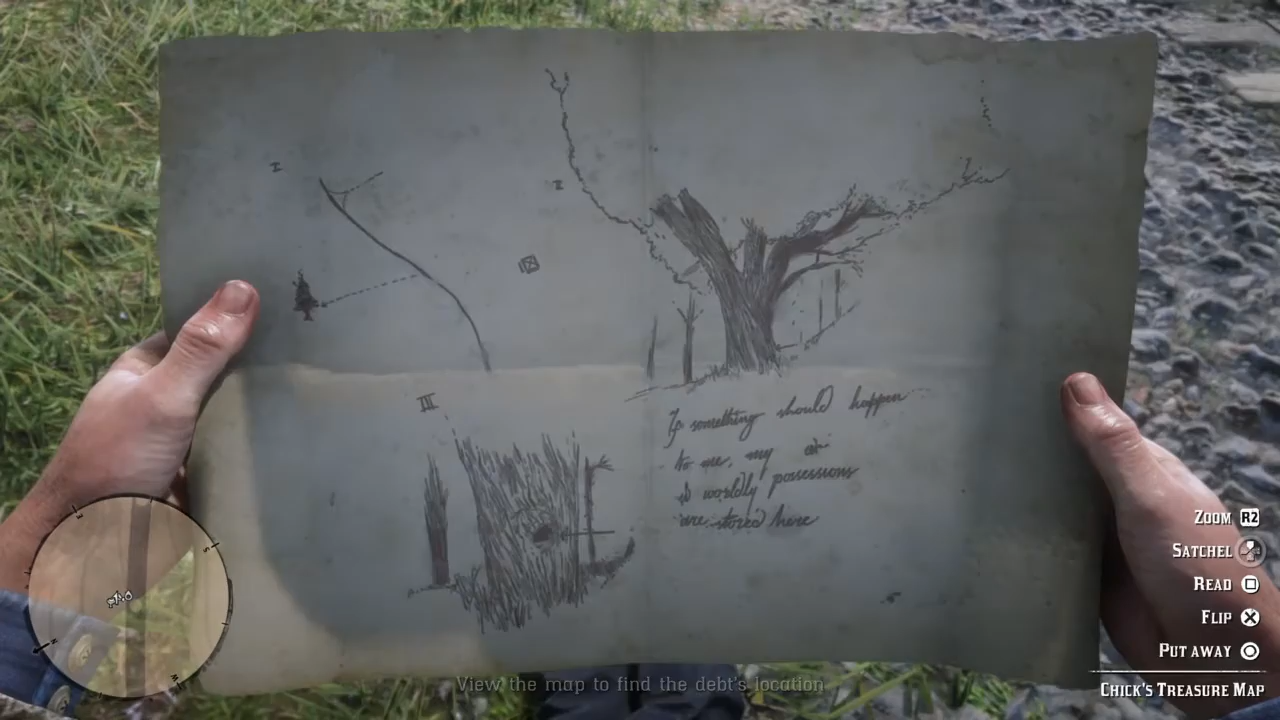 I
I
III
If something should happen
to me, my
worldly possessions
are stored here
ZOOM R2
SATCHEL
READ
FLIP
PUT AWAY
CHICK'S TREASURE MAP
View the map to find the debt's location